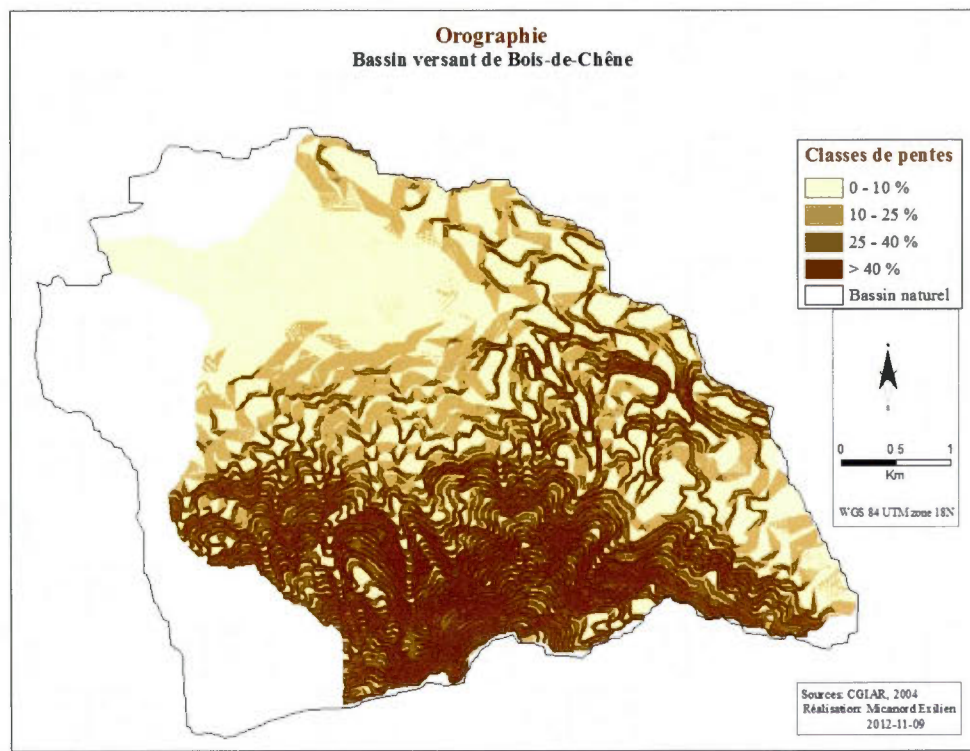 Orographie
Bassin versant de Bois-de-Chêne
Classes de pentes
0 - 10 %
10 - 25 %
25 - 40 %
> 40 %
Bassin naturel
0 0 5 1
Km
WGS 84 UTM zone 18N
Sources: CGIAR, 2004
Réalisation: Micanord Exilien
2012-11-09